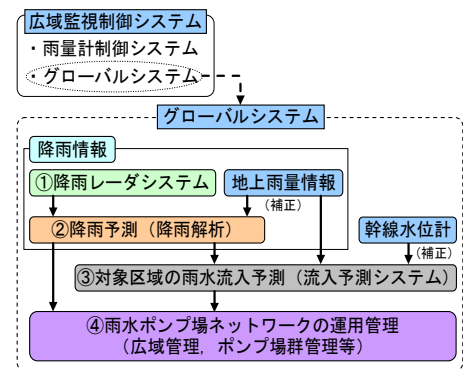 広域監視制御システム
・雨量計制御システム
・グローバルシステム
グローバルシステム
降雨情報
①降雨レーダシステム
地上雨量情報
（補正）
②降雨予測（降雨解析）
幹線水位計
（補正）
③対象区域の雨水流入予測（流入予測システム）
④雨水ポンプ場ネットワークの運用管理
（広域管理，ポンプ場群管理等）